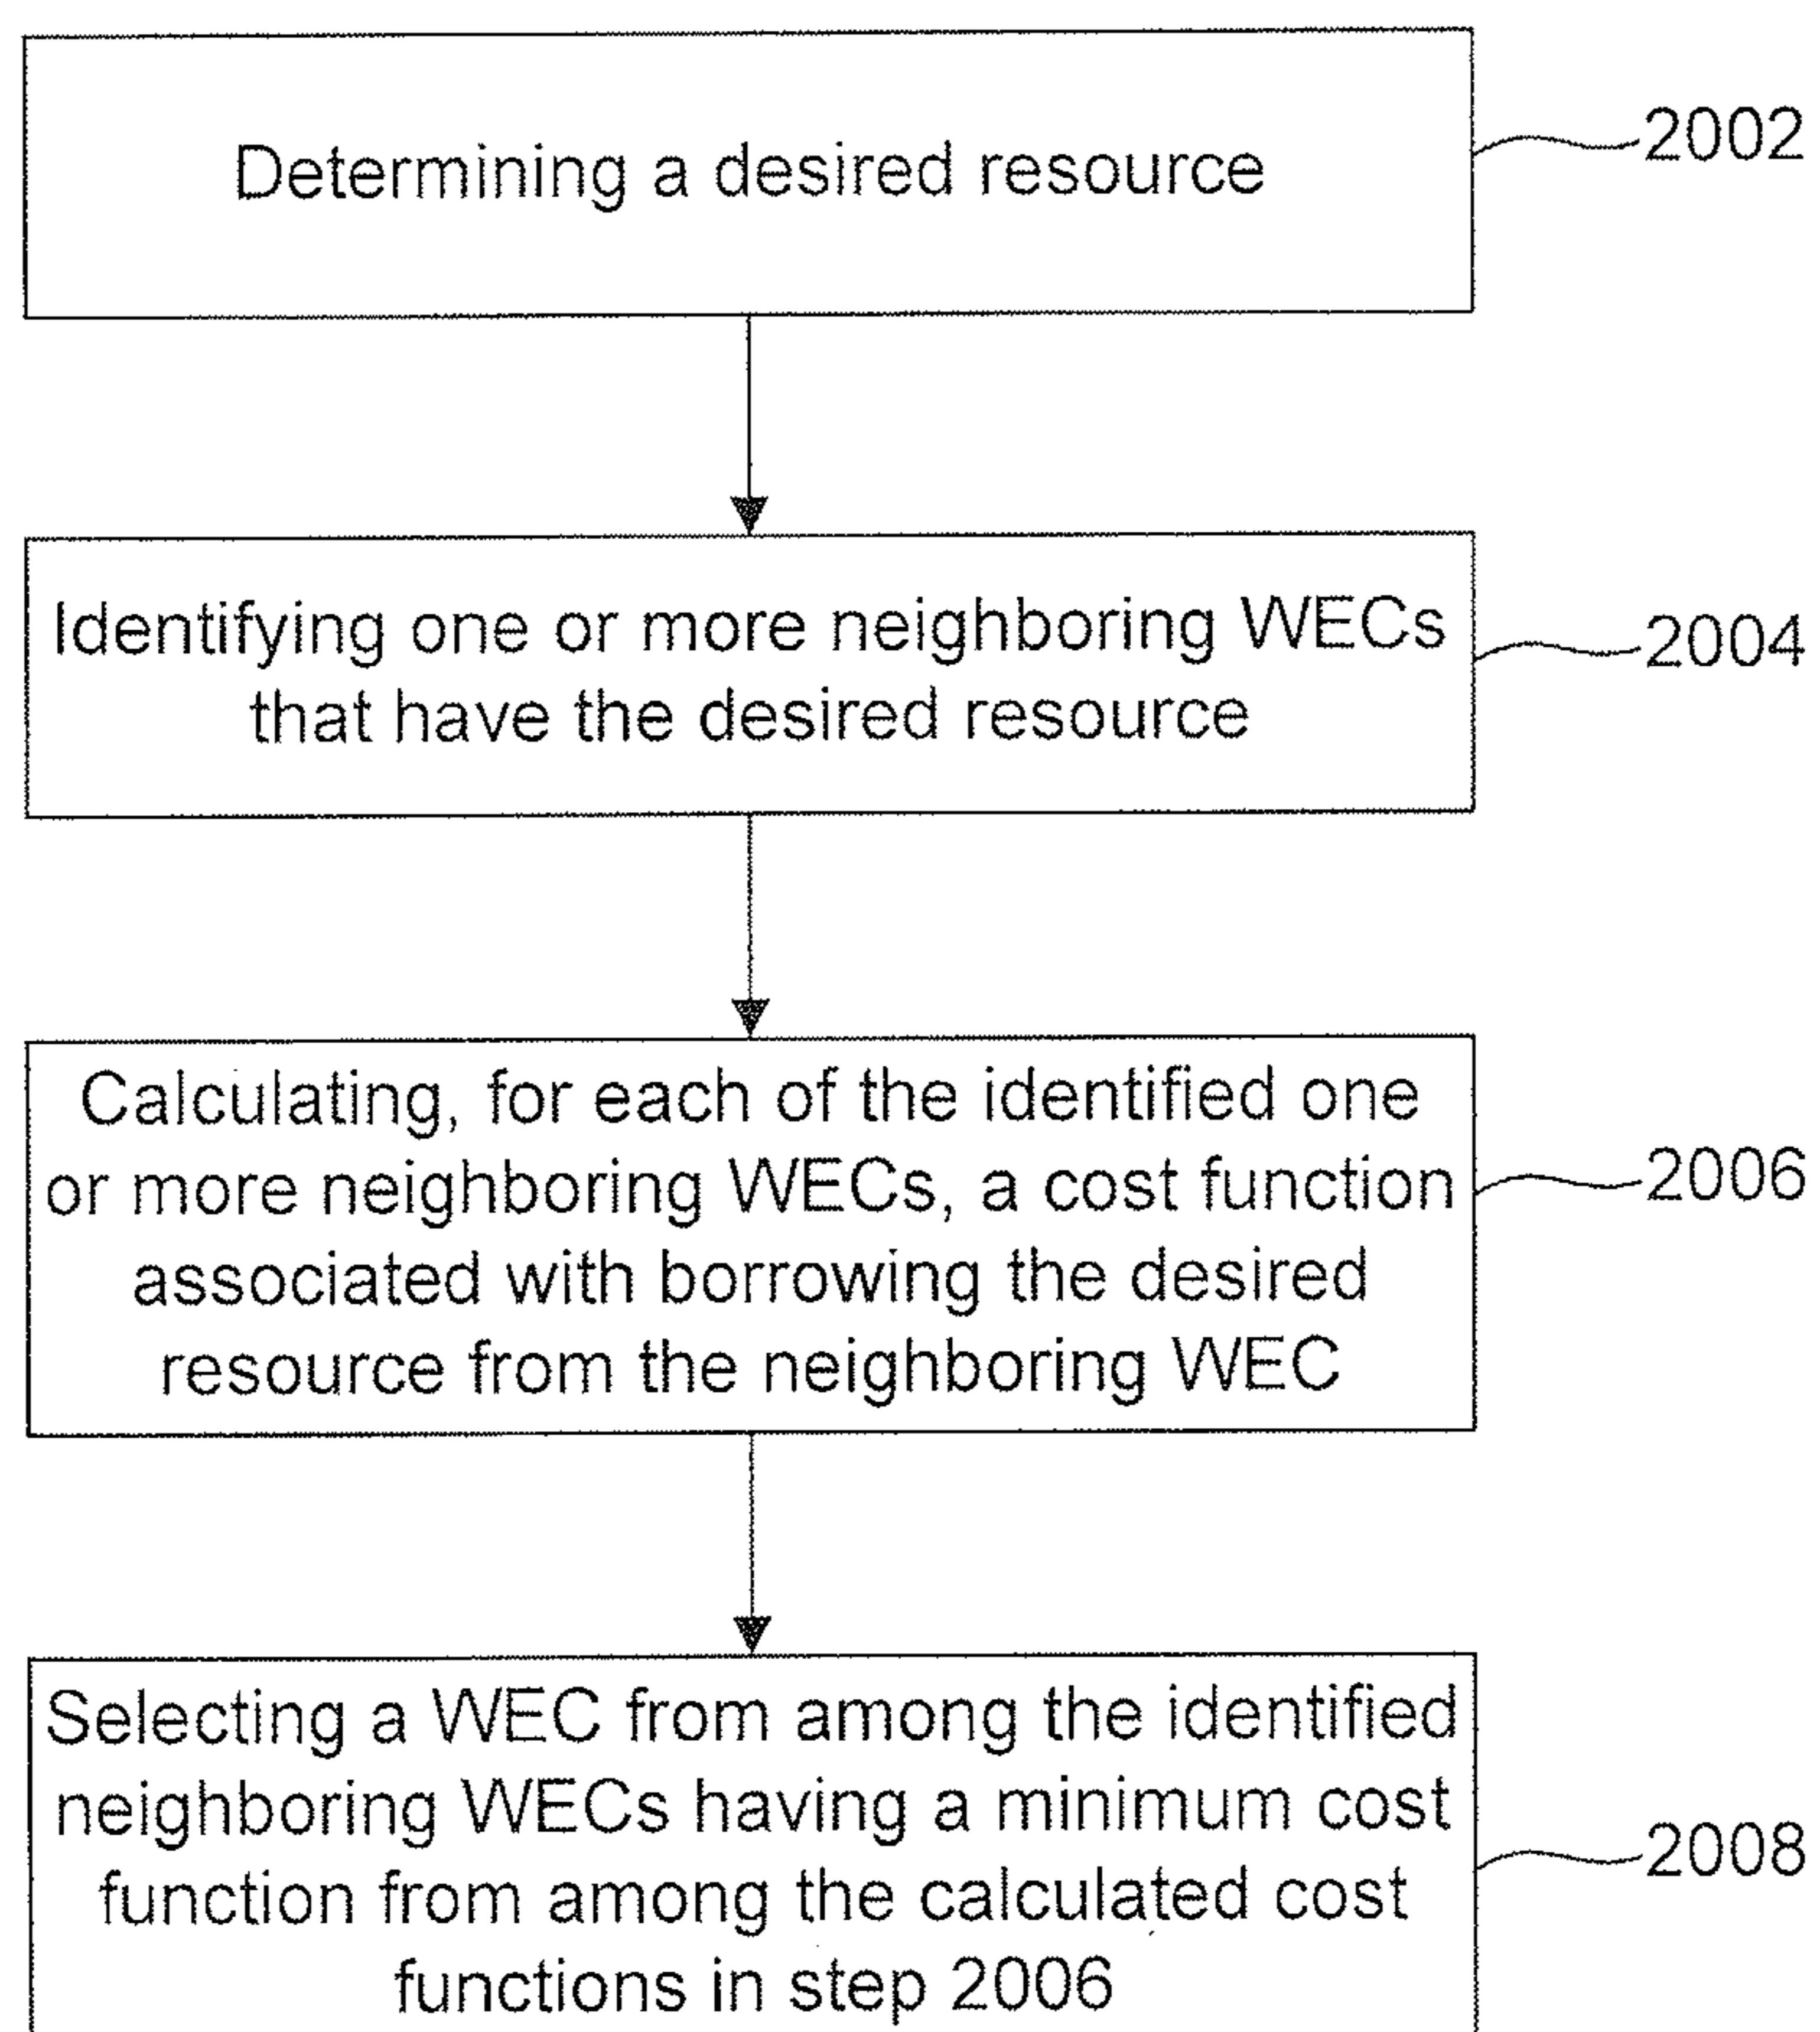 Determining a desired resource
2002
Identifying one or more neighboring WECs
that have the desired resource
2004
Calculating, for each of the identified one
or more neighboring WECs, a cost function
associated with borrowing the desired
resource from the neighboring WEC
2006
Selecting a WEC from among the identified
neighboring WECs having a minimum cost
function from among the calculated cost
functions in step 2006
2008